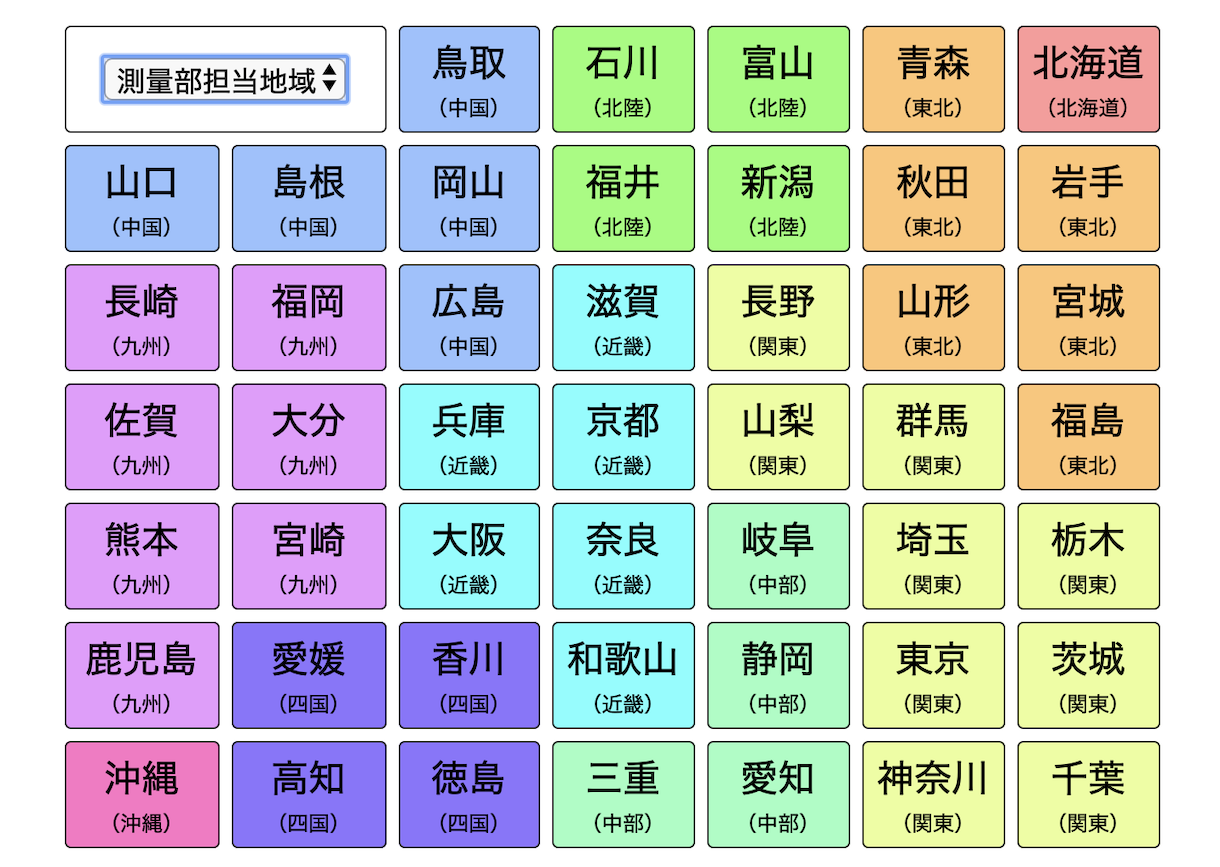 測量部担当地域
鳥取
(中国)
石川
(北陸)
富山
(北陸)
青森
(東北)
北海道
(北海道)
山口
(中国)
島根
(中国)
岡山
(中国)
福井
(北陸)
新潟
(北陸)
秋田
(東北)
岩手
(東北)
長崎
(九州)
福岡
(九州)
広島
(中国)
滋賀
(近畿)
長野
(関東)
山形
(東北)
宮城
(東北)
佐賀
(九州)
大分
(九州)
兵庫
(近畿)
京都
(近畿)
山梨
(関東)
群馬
(関東)
福島
(東北)
熊本
(九州)
宮崎
(九州)
大阪
(近畿)
奈良
(近畿)
岐阜
(中部)
埼玉
(関東)
栃木
(関東)
鹿児島
(九州)
愛媛
(四国)
香川
(四国)
和歌山
(近畿)
静岡
(中部)
東京
(関東)
茨城
(関東)
沖縄
(沖縄)
高知
(四国)
徳島
(四国)
三重
(中部)
愛知
(中部)
神奈川
(関東)
千葉
(関東)